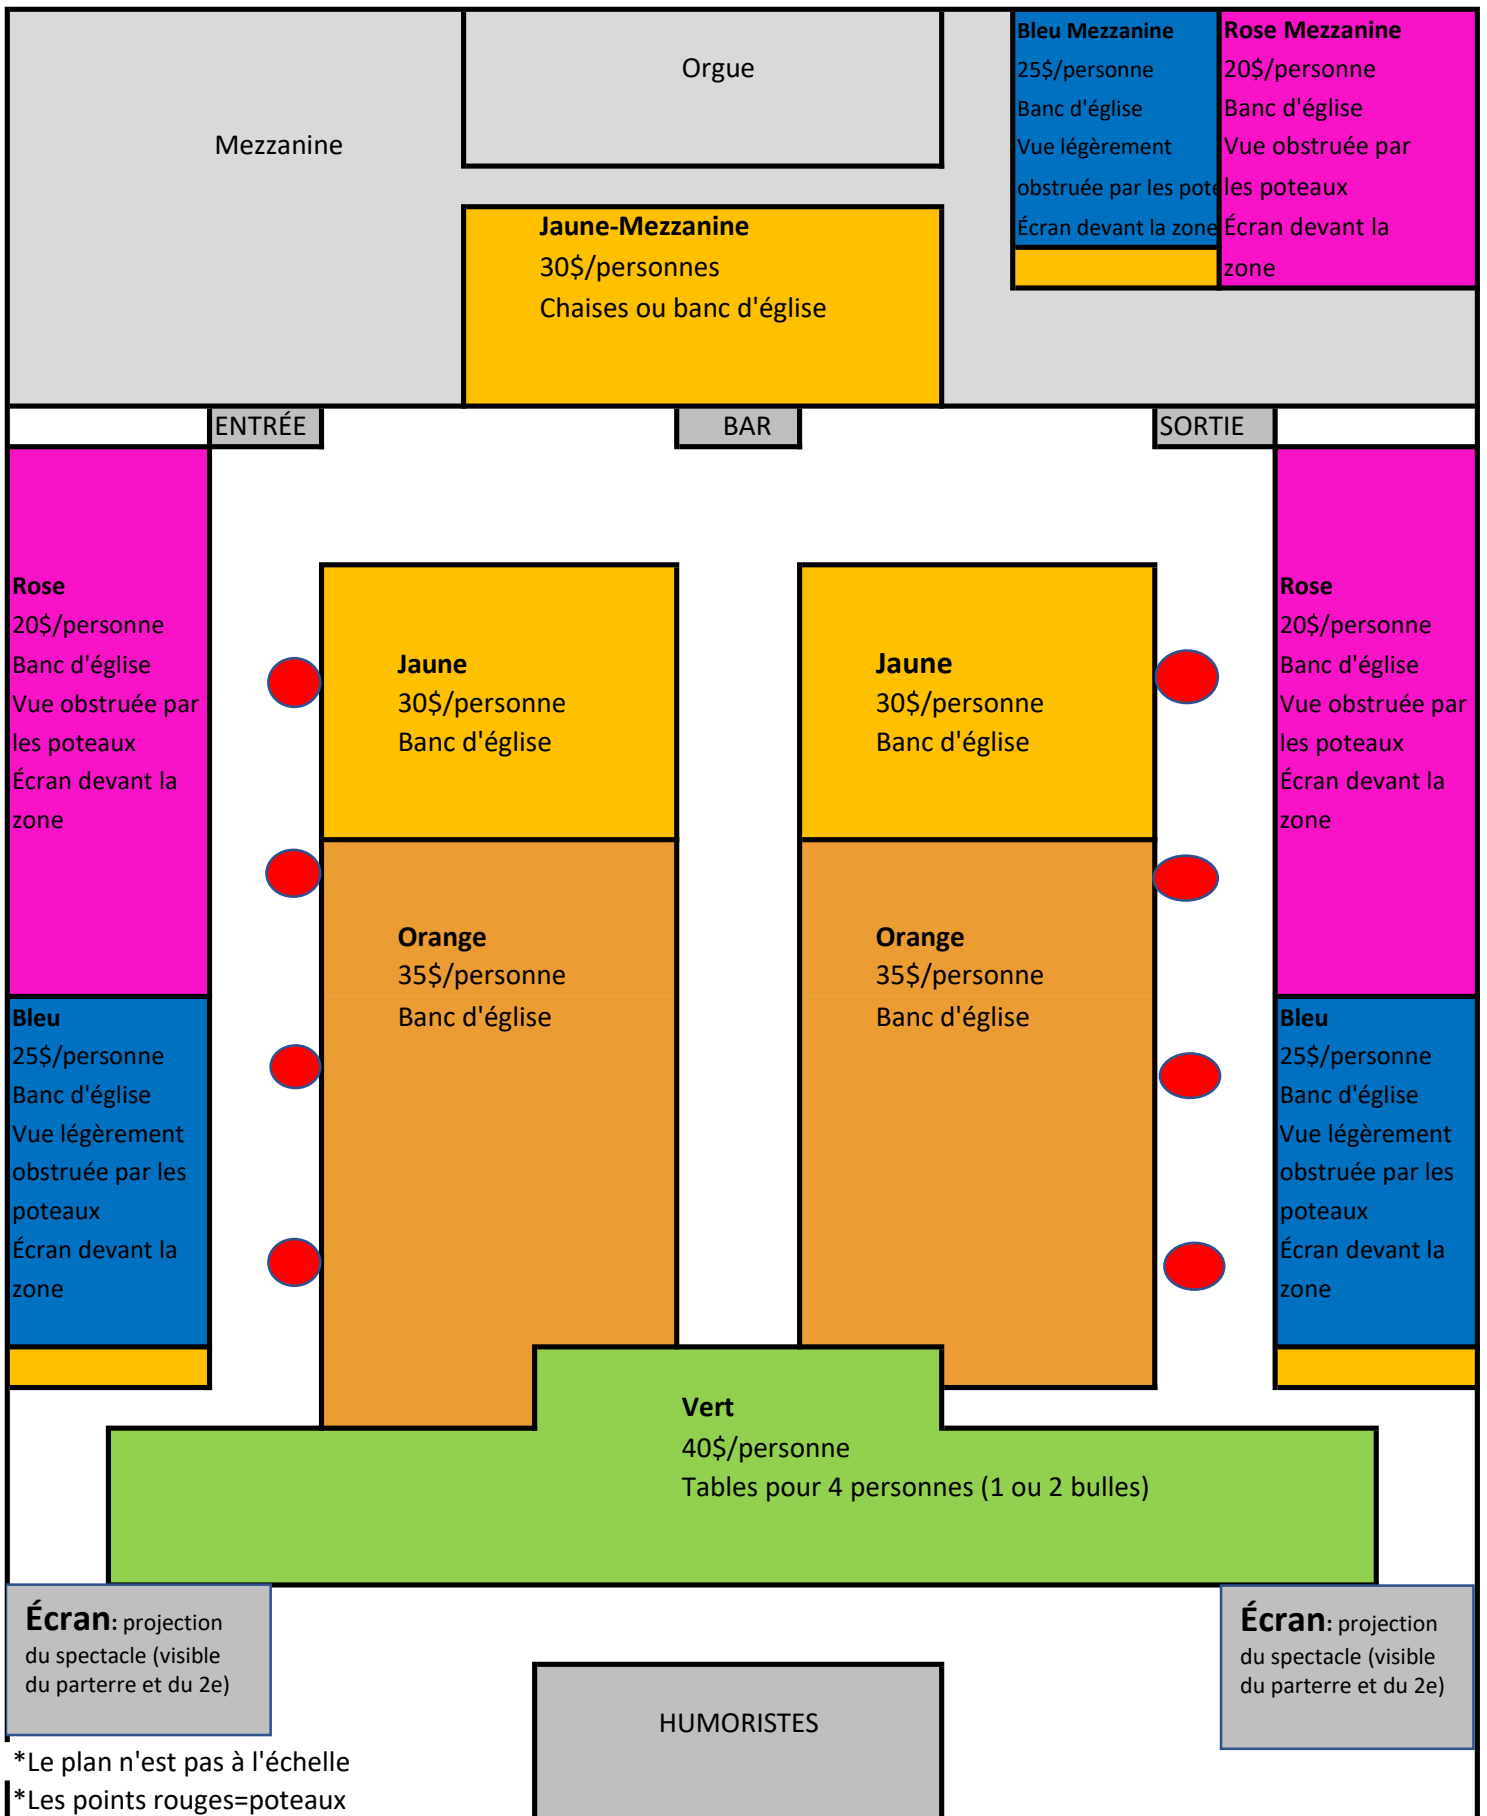 Mezzanine
Orgue
Jaune-Mezzanine
30$/personnes
Chaises ou banc d'église
Bleu Mezzanine
25$/personne
Banc d'église
Vue légèrement
obstruée par les pote
Écran devant la zone
Rose Mezzanine
20$/personne
Banc d'église
Vue obstruée par
les poteaux
Écran devant la
zone
ENTRÉE
BAR
SORTIE
Rose
20$/personne
Banc d'église
Vue obstruée par
les poteaux
Écran devant la
zone
Jaune
30$/personne
Banc d'église
Jaune
30$/personne
Banc d'église
Rose
20$/personne
Banc d'église
Vue obstruée par
les poteaux
Écran devant la
zone
Orange
35$/personne
Banc d'église
Orange
35$/personne
Banc d'église
Bleu
25$/personne
Banc d'église
Vue légèrement
obstruée par les
poteaux
Écran devant la
zone
Bleu
25$/personne
Banc d'église
Vue légèrement
obstruée par les
poteaux
Écran devant la
zone
Vert
40$/personne
Tables pour 4 personnes (1 ou 2 bulles)
Écran: projection
du spectacle (visible
du parterre et du 2e)
Écran: projection
du spectacle (visible
du parterre et du 2e)
HUMORISTES
*Le plan n'est pas à l'échelle
*Les points rouges=poteaux